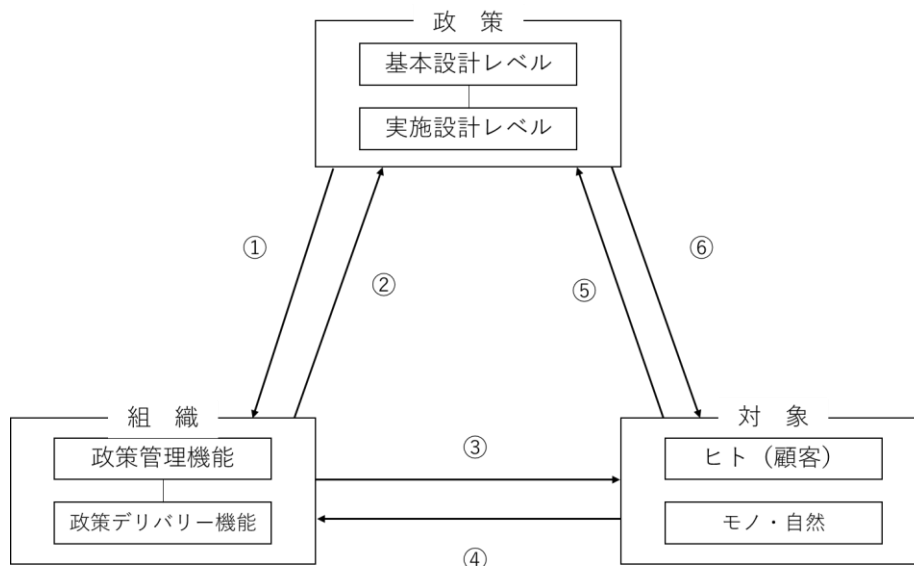 政　策
基本設計レベル
実施設計レベル
①
②
⑤
⑥
組　織
政策管理機能
政策デリバリー機能
③
④
対　象
ヒト（顧客）
モノ・自然